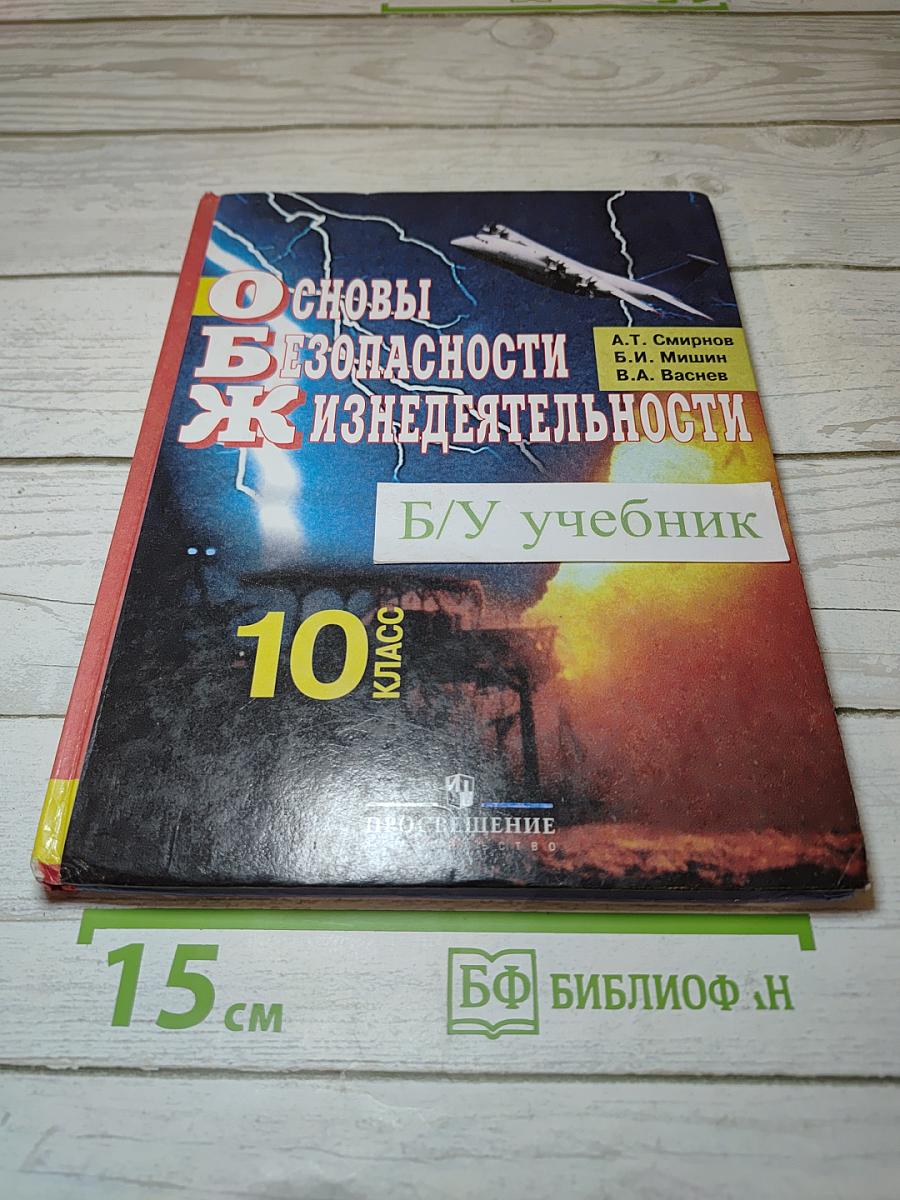 Основы
Безопасности
Жизнедеятельности
А.Т. Смирнов
Б.И. Мишин
В.А. Васнев
Б/У учебник
10
КЛАСС
ПРОСВЕЩЕНИЕ
15 см
БФ